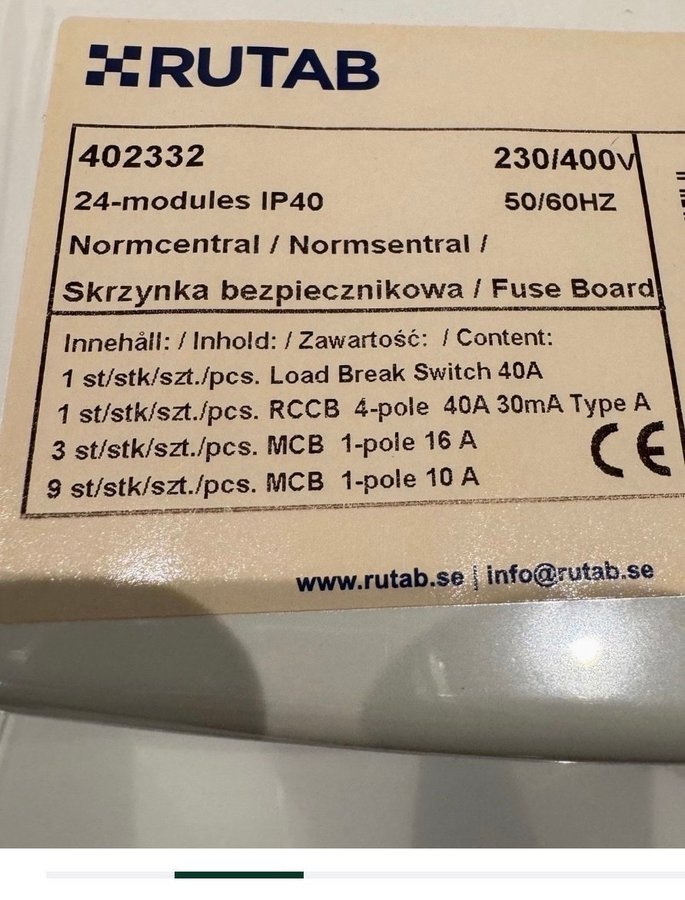 RUTAB
402332 230/400V
24-modules IP40 50/60HZ
Normcentral / Normsentral /
Skrzynka bezpiecznikowa / Fuse Board
Innehåll: / Inhold: / Zawartość: / Content:
1 st/stk/szt./pcs. Load Break Switch 40A
1 st/stk/szt./pcs. RCCB 4-pole 40A 30mA Type A
3 st/stk/szt./pcs. MCB 1-pole 16 A
9 st/stk/szt./pcs. MCB 1-pole 10 A
CE
www.rutab.se | info@rutab.se